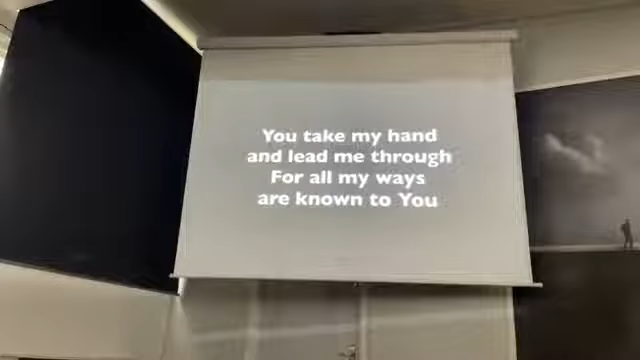 You take my hand
and lead me through
For all my ways
are known to You